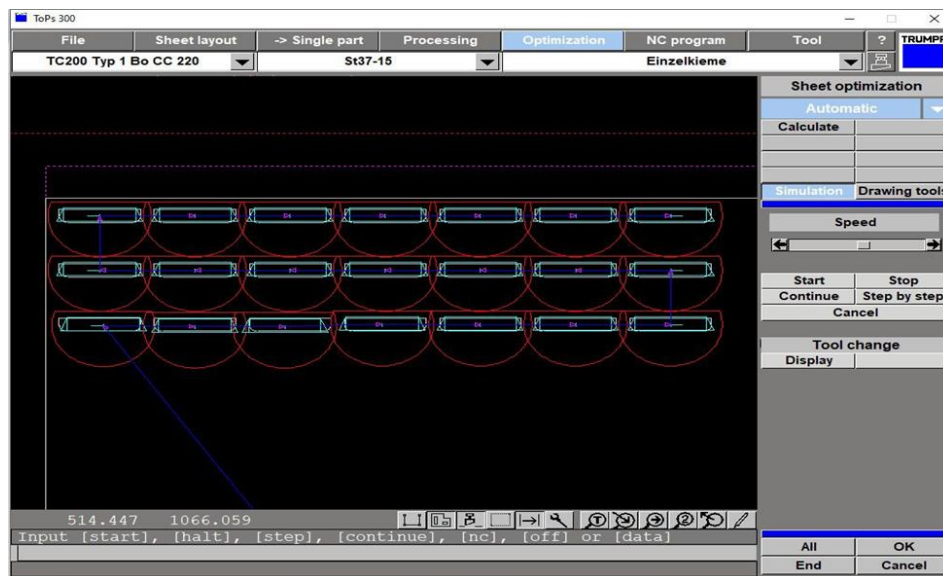 ToPs 300
File Sheet layout -> Single part Processing Optimization NC program Tool ? TRUMPF
TC200 Typ 1 Bo CC 220 St37-15 Einzelkieme
Sheet optimization
Automatic
Calculate
Simulation Drawing tools
Speed
Start Stop
Continue Step by step
Cancel
Tool change
Display
514.447 1066.059
Input [start], [halt], [step], [continue], [nc], [off] or [data]
All OK
End Cancel